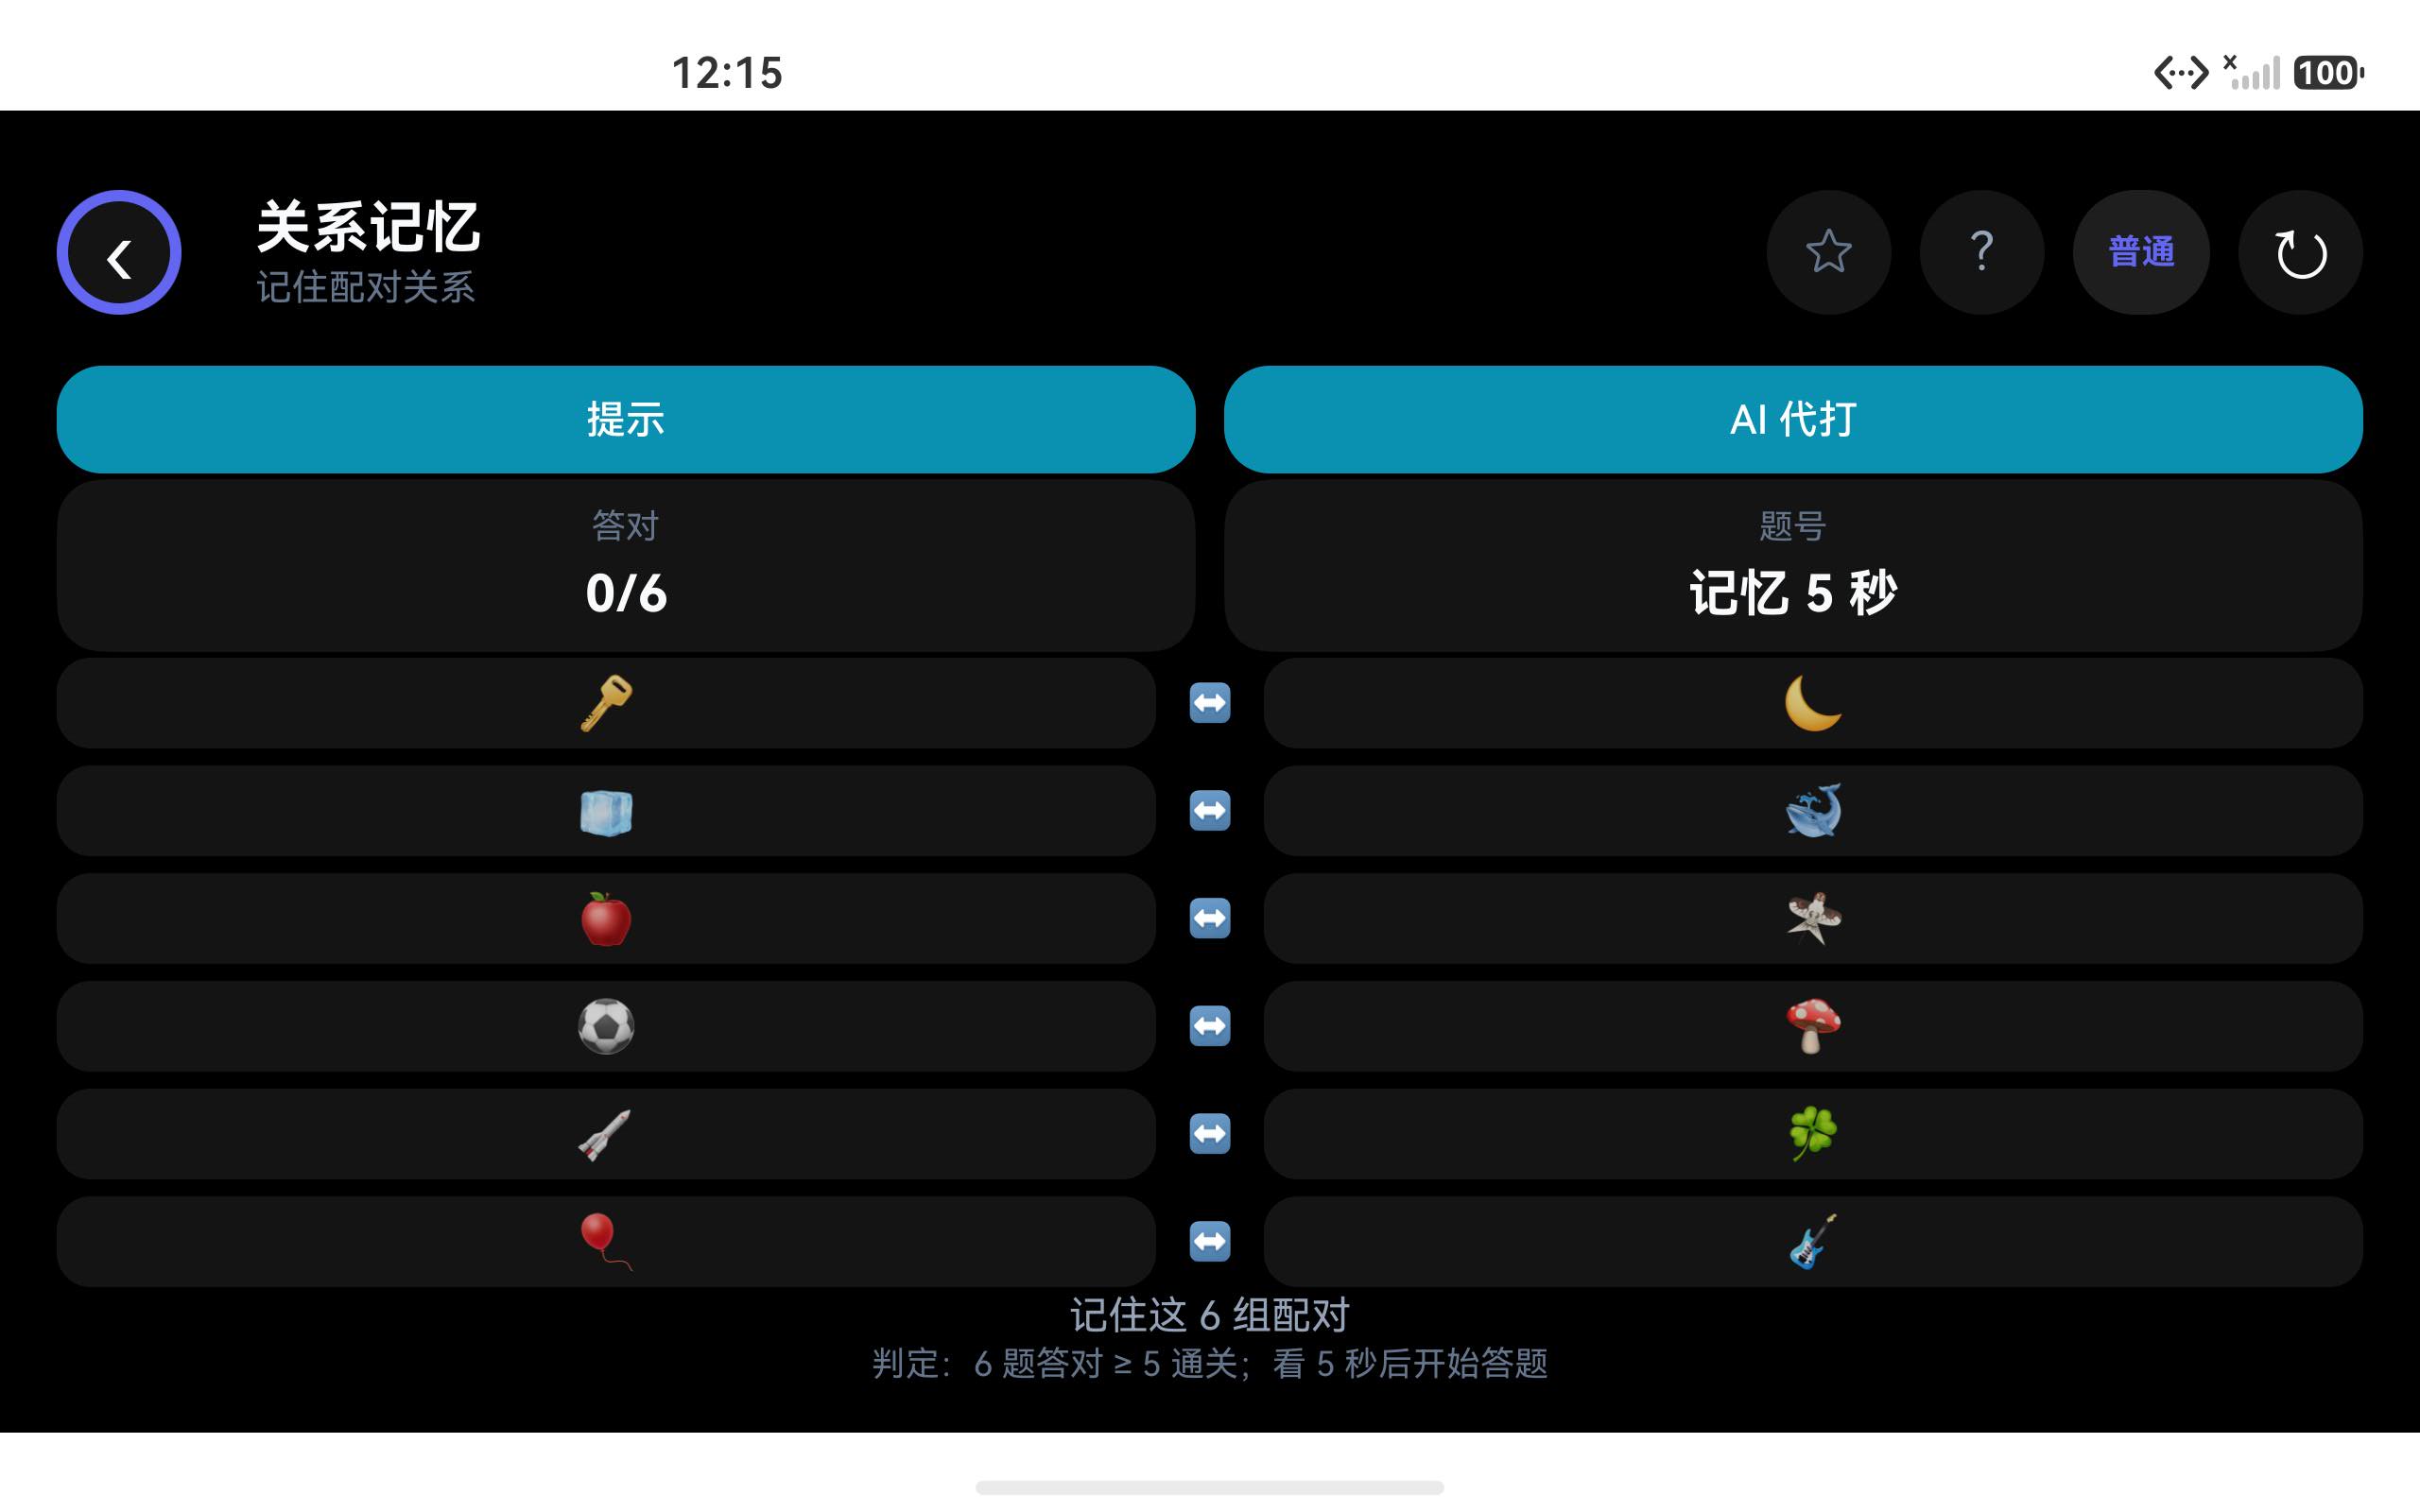 12:15
100
关系记忆
记住配对关系
?
普通
提示
AI 代打
答对
题号
0/6
记忆 5 秒
记住这 6 组配对
判定：6 题答对 ≥ 5 通关；看 5 秒后开始答题